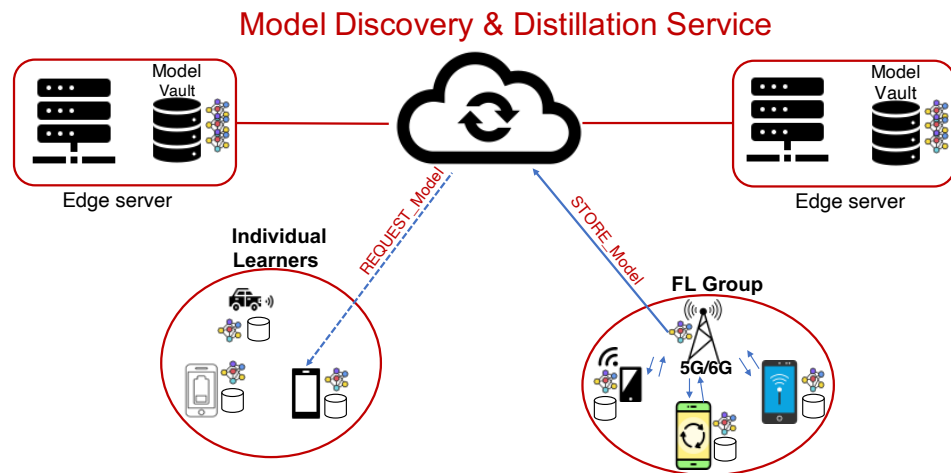 Model Discovery & Distillation Service
Model
Vault
Edge server
Model
Vault
Edge server
REQUEST_Model
STORE_Model
Individual
Learners
FL Group
5G/6G